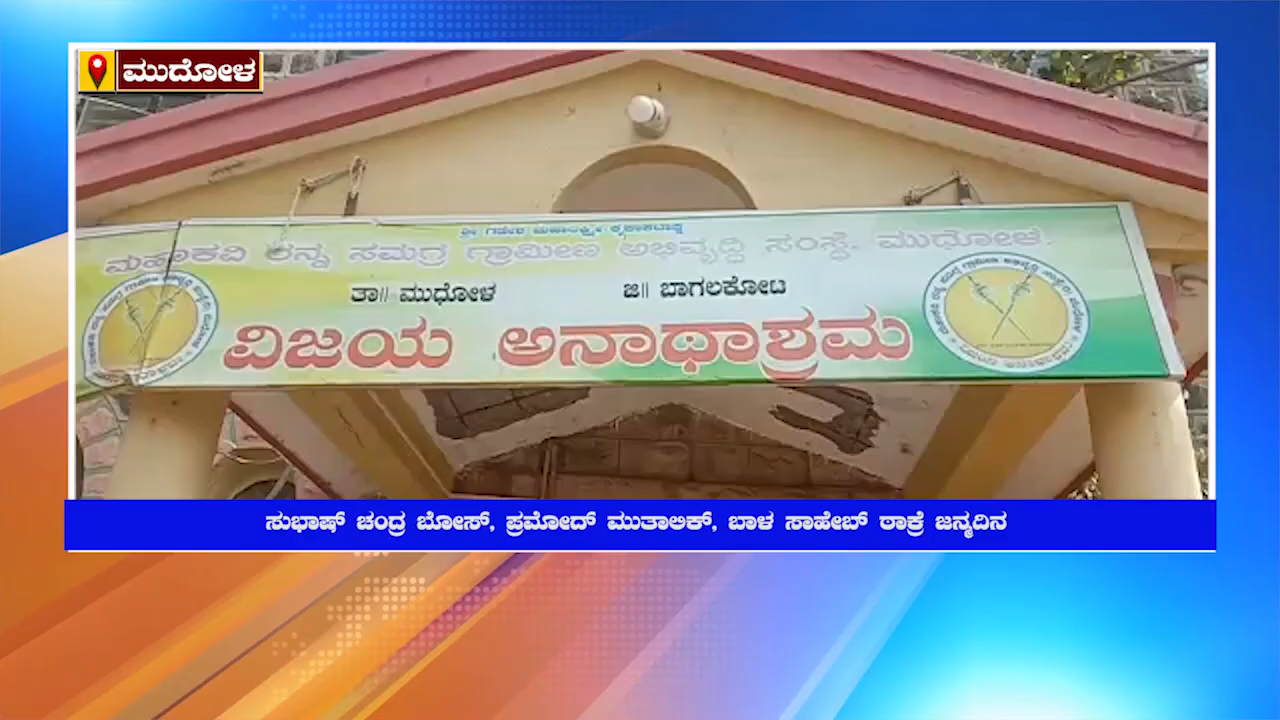 ಮುದೋಳ
ಮಹಾಕವಿ ರನ್ನ ಸಮಗ್ರ ಗ್ರಾಮೀಣ ಅಭಿವೃದ್ಧಿ ಸಂಸ್ಥೆ. ಮುಧೋಳ.
ತಾ॥ ಮುಧೋಳ ಜಿ॥ ಬಾಗಲಕೋಟ
ವಿಜಯ ಅನಾಥಾಶ್ರಮ
ಸುಭಾಷ್ ಚಂದ್ರ ಬೋಸ್, ಪ್ರಮೋದ್ ಮುತಾಲಿಕ್, ಬಾಳ ಸಾಹೇಬ್ ಠಾಕ್ರೆ ಜನ್ಮದಿನ